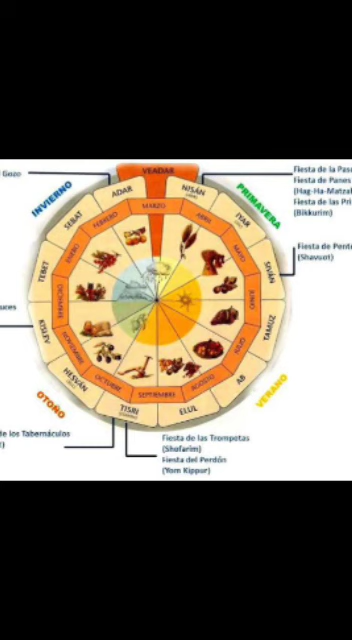 Gozo
VEADAR
Fiesta de la Pas
Fiesta de Panes
(Hag-Ha-Matza
Fiesta de las Pri
(Bikkurim)
INVIERNO
ADAR
NISÁN
PRIMAVERA
SEBAT
FEBRERO
MARZO
ABRIL
IYAR
TEBET
ENERO
MAYO
SIVÁN
Fiesta de Pente
(Shavuot)
DICIEMBRE
JUNIO
uces
KISLEV
NOVIEMBRE
JULIO
TAMUZ
HESVÁN
OCTUBRE
SEPTIEMBRE
AGOSTO
AB
OTOÑO
TISRI
ELUL
VERANO
de los Tabernáculos
Fiesta de las Trompetas
(Shofarim)
Fiesta del Perdón
(Yom Kippur)